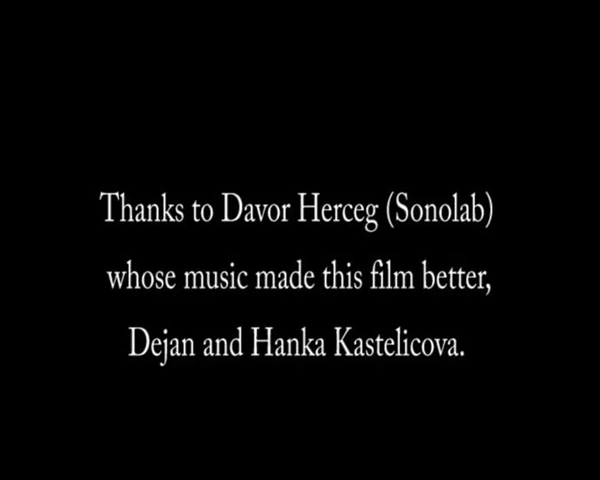 Thanks to Davor Herceg (Sonolab)
whose music made this film better,
Dejan and Hanka Kastelicova.